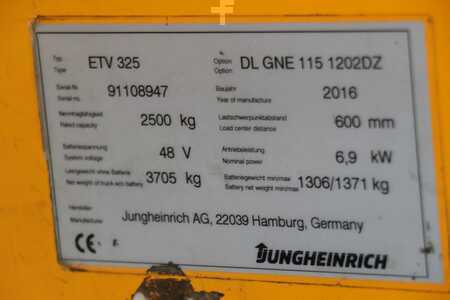 Typ
Type
ETV 325
Option
Option
DL GNE 115 1202DZ
Serial Nr
Serial no.
91108947
Baujahr
Year of manufacture
2016
Nenntragfähigkeit
Rated capacity
2500 kg
Lastschwerpunktabstand
Load center distance
600 mm
Batteriespannung
System voltage
48 V
Antriebsleistung
Nominal power
6,9 kW
Leergewicht ohne Batterie
Net weight of truck w/o battery
3705 kg
Batteriegewicht min/max
Battery net weight min/max
1306/1371 kg
Hersteller
Manufacturer
Jungheinrich AG, 22039 Hamburg, Germany
CE
JUNGHEINRICH